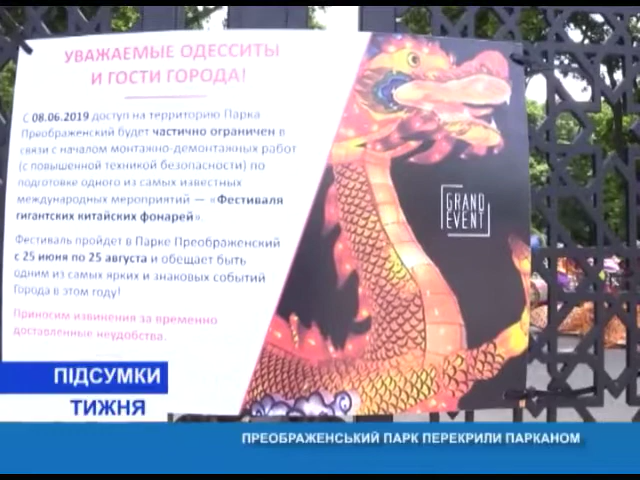 УВАЖАЕМЫЕ ОДЕССИТЫ
И ГОСТИ ГОРОДА!
С 08.06.2019 доступ на территорию Парка
Преображенский будет частично ограничен в
связи с началом монтажно-демонтажных работ
(с повышенной техникой безопасности) по
подготовке одного из самых известных
международных мероприятий — «Фестиваля
гигантских китайских фонарей».
Фестиваль пройдет в Парке Преображенский
с 25 июня по 25 августа и обещает быть
одним из самых ярких и знаковых событий
Города в этом году!
Приносим извинения за временно
доставленные неудобства.
GRAND
EVENT
ПІДСУМКИ
ТИЖНЯ
ПРЕОБРАЖЕНСЬКИЙ ПАРК ПЕРЕКРИЛИ ПАРКАНОМ